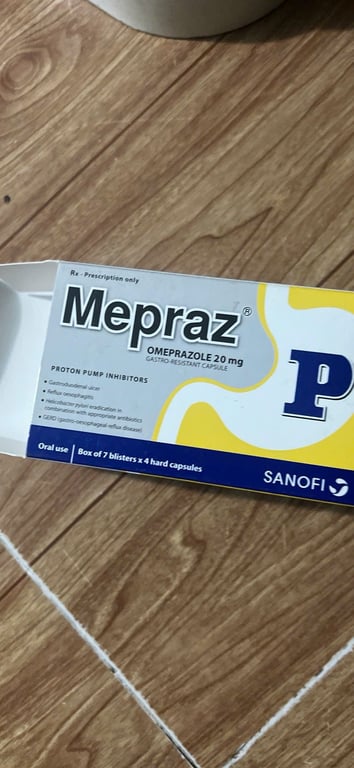 Rx - Prescription only
Mepraz®
OMEPRAZOLE 20 mg
GASTRO-RESISTANT CAPSULE
PROTON PUMP INHIBITORS
• Gastroduodenal ulcer
• Reflux oesophagitis
• Helicobacter pylori eradication in
combination with appropriate antibiotics
• GERD (gastro-oesophageal reflux disease)
P
Oral use | Box of 7 blisters x 4 hard capsules
SANOFI